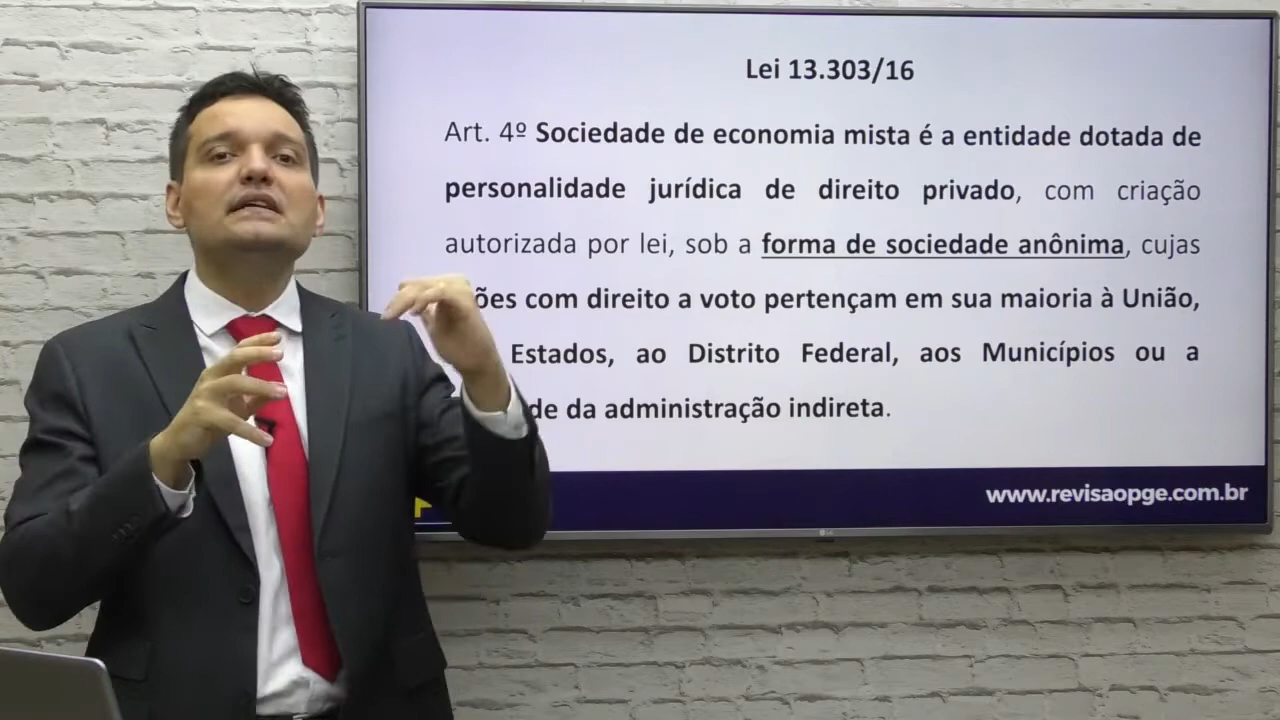 Lei 13.303/16
Art. 4º Sociedade de economia mista é a entidade dotada de
personalidade jurídica de direito privado, com criação
autorizada por lei, sob a forma de sociedade anônima, cujas
ões com direito a voto pertençam em sua maioria à União,
Estados, ao Distrito Federal, aos Municípios ou a
de da administração indireta.
www.revisaopge.com.br
LG